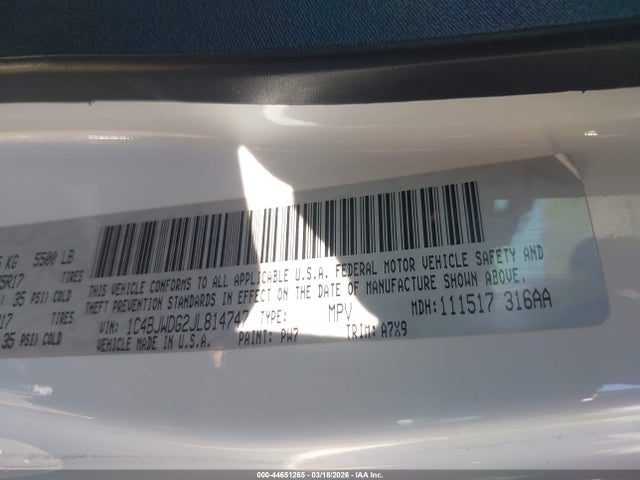 KG 5500 LB
5R17 TIRES
35 PSI) COLD
17 TIRES
35 PSI) COLD
THIS VEHICLE CONFORMS TO ALL APPLICABLE U.S.A. FEDERAL MOTOR VEHICLE SAFETY AND
THEFT PREVENTION STANDARDS IN EFFECT ON THE DATE OF MANUFACTURE SHOWN ABOVE.
VIN: 1C4BJWDG2JL814747 TYPE: MPV MDH: 111517 316AA
VEHICLE MADE IN U.S.A. PAINT: PW7 TRIM: A7X9
000-44651265 - 03/18/2026 - IAA Inc.